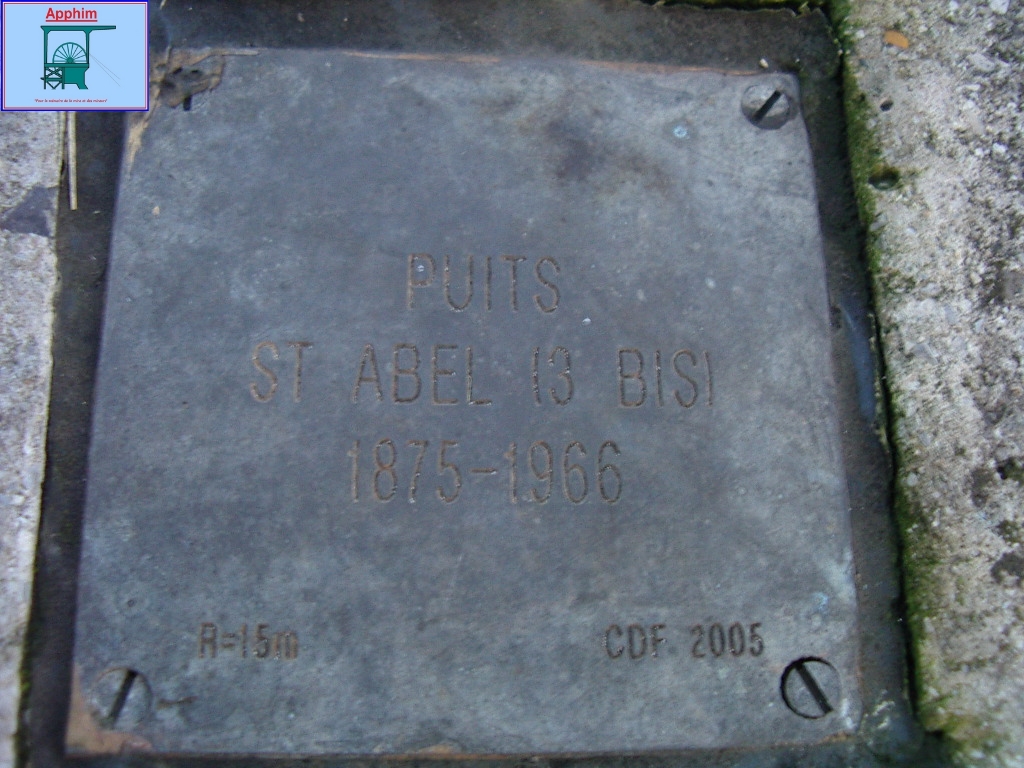 Apphim
PUITS
ST ABEL (3 BIS)
1875-1966
R=15m
CDF 2005